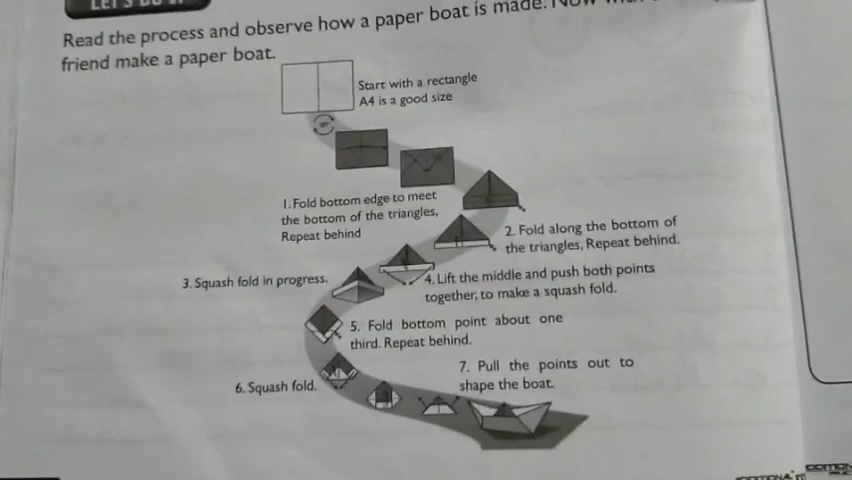 LET'S DO IT
Read the process and observe how a paper boat is made. Now with
friend make a paper boat.
Start with a rectangle
A4 is a good size
1. Fold bottom edge to meet
the bottom of the triangles,
Repeat behind
2. Fold along the bottom of
the triangles, Repeat behind.
3. Squash fold in progress.
4. Lift the middle and push both points
together, to make a squash fold.
5. Fold bottom point about one
third. Repeat behind.
6. Squash fold.
7. Pull the points out to
shape the boat.